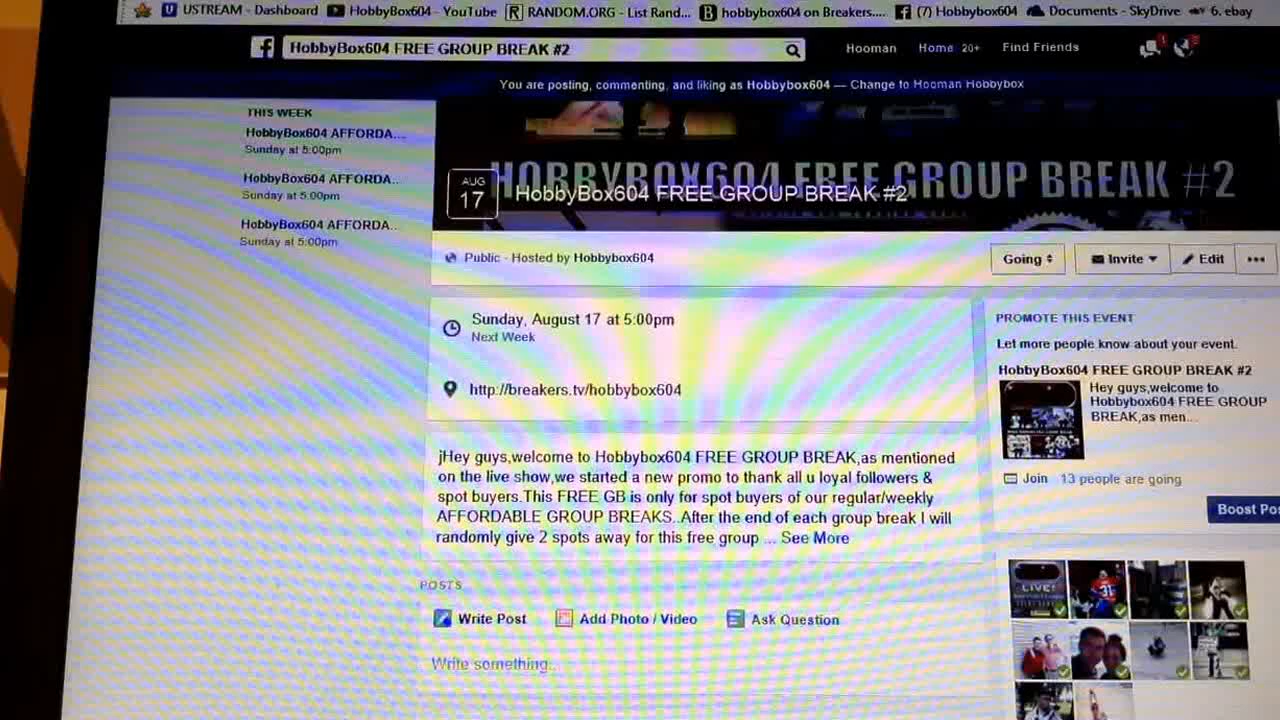 USTREAM - Dashboard HobbyBox604 - YouTube RANDOM.ORG - List Rand... hobbybox604 on Breakers.... (7) Hobbybox604 Documents - SkyDrive 6. ebay
HobbyBox604 FREE GROUP BREAK #2
Hooman Home 20+ Find Friends
You are posting, commenting, and liking as Hobbybox604 — Change to Hooman Hobbybox
THIS WEEK
HobbyBox604 AFFORDA...
Sunday at 5:00pm
HobbyBox604 AFFORDA...
Sunday at 5:00pm
HobbyBox604 AFFORDA...
Sunday at 5:00pm
HOBBYBOX604 FREE GROUP BREAK #2
AUG
17
HobbyBox604 FREE GROUP BREAK #2
Public · Hosted by Hobbybox604
Going Invite Edit
Sunday, August 17 at 5:00pm
Next Week
http://breakers.tv/hobbybox604
jHey guys,welcome to Hobbybox604 FREE GROUP BREAK,as mentioned
on the live show,we started a new promo to thank all u loyal followers &
spot buyers.This FREE GB is only for spot buyers of our regular/weekly
AFFORDABLE GROUP BREAKS..After the end of each group break I will
randomly give 2 spots away for this free group ... See More
POSTS
Write Post Add Photo / Video Ask Question
Write something...
PROMOTE THIS EVENT
Let more people know about your event.
HobbyBox604 FREE GROUP BREAK #2
Hey guys,welcome to
Hobbybox604 FREE GROUP
BREAK,as men...
Join 13 people are going
Boost Pos
LIVE!
31